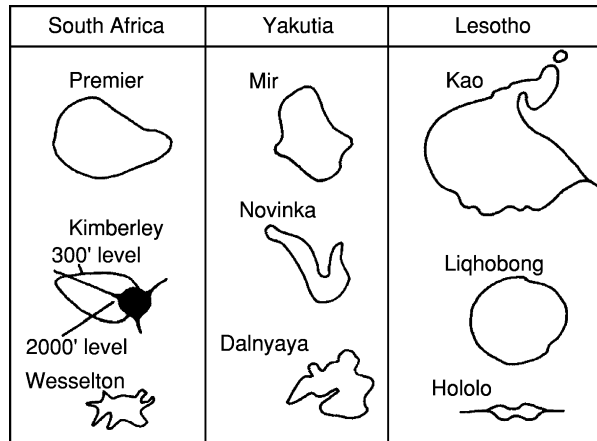 South Africa
Premier
Kimberley
300' level
2000' level
Wesselton
Yakutia
Mir
Novinka
Dalnyaya
Lesotho
Kao
Liqhobong
Hololo